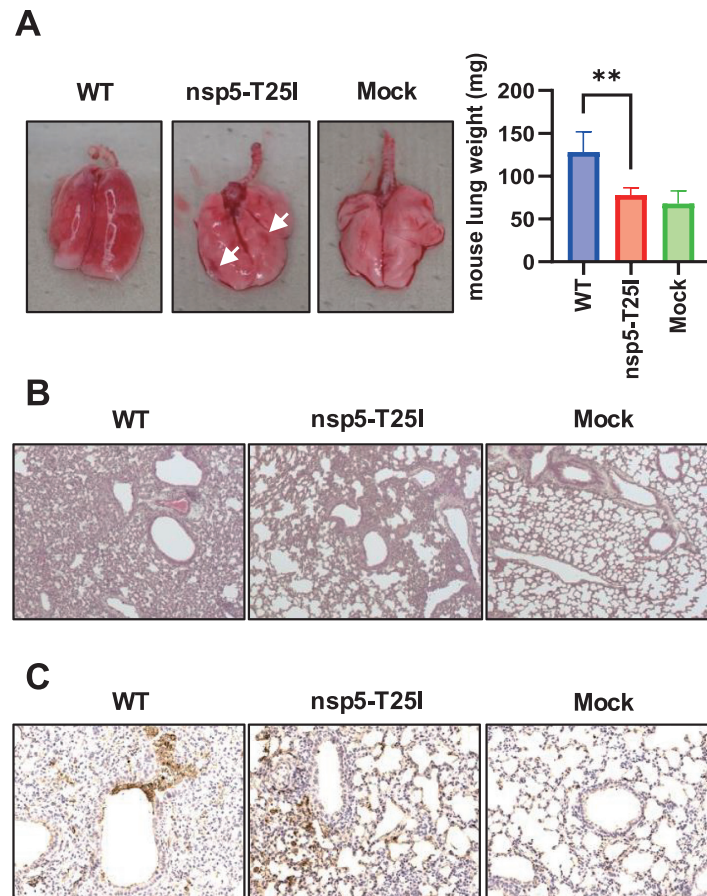 A
WT
nsp5-T25I
Mock
mouse lung weight (mg)
200
150
100
50
0
**
WT
nsp5-T25I
Mock
B
WT
nsp5-T25I
Mock
C
WT
nsp5-T25I
Mock